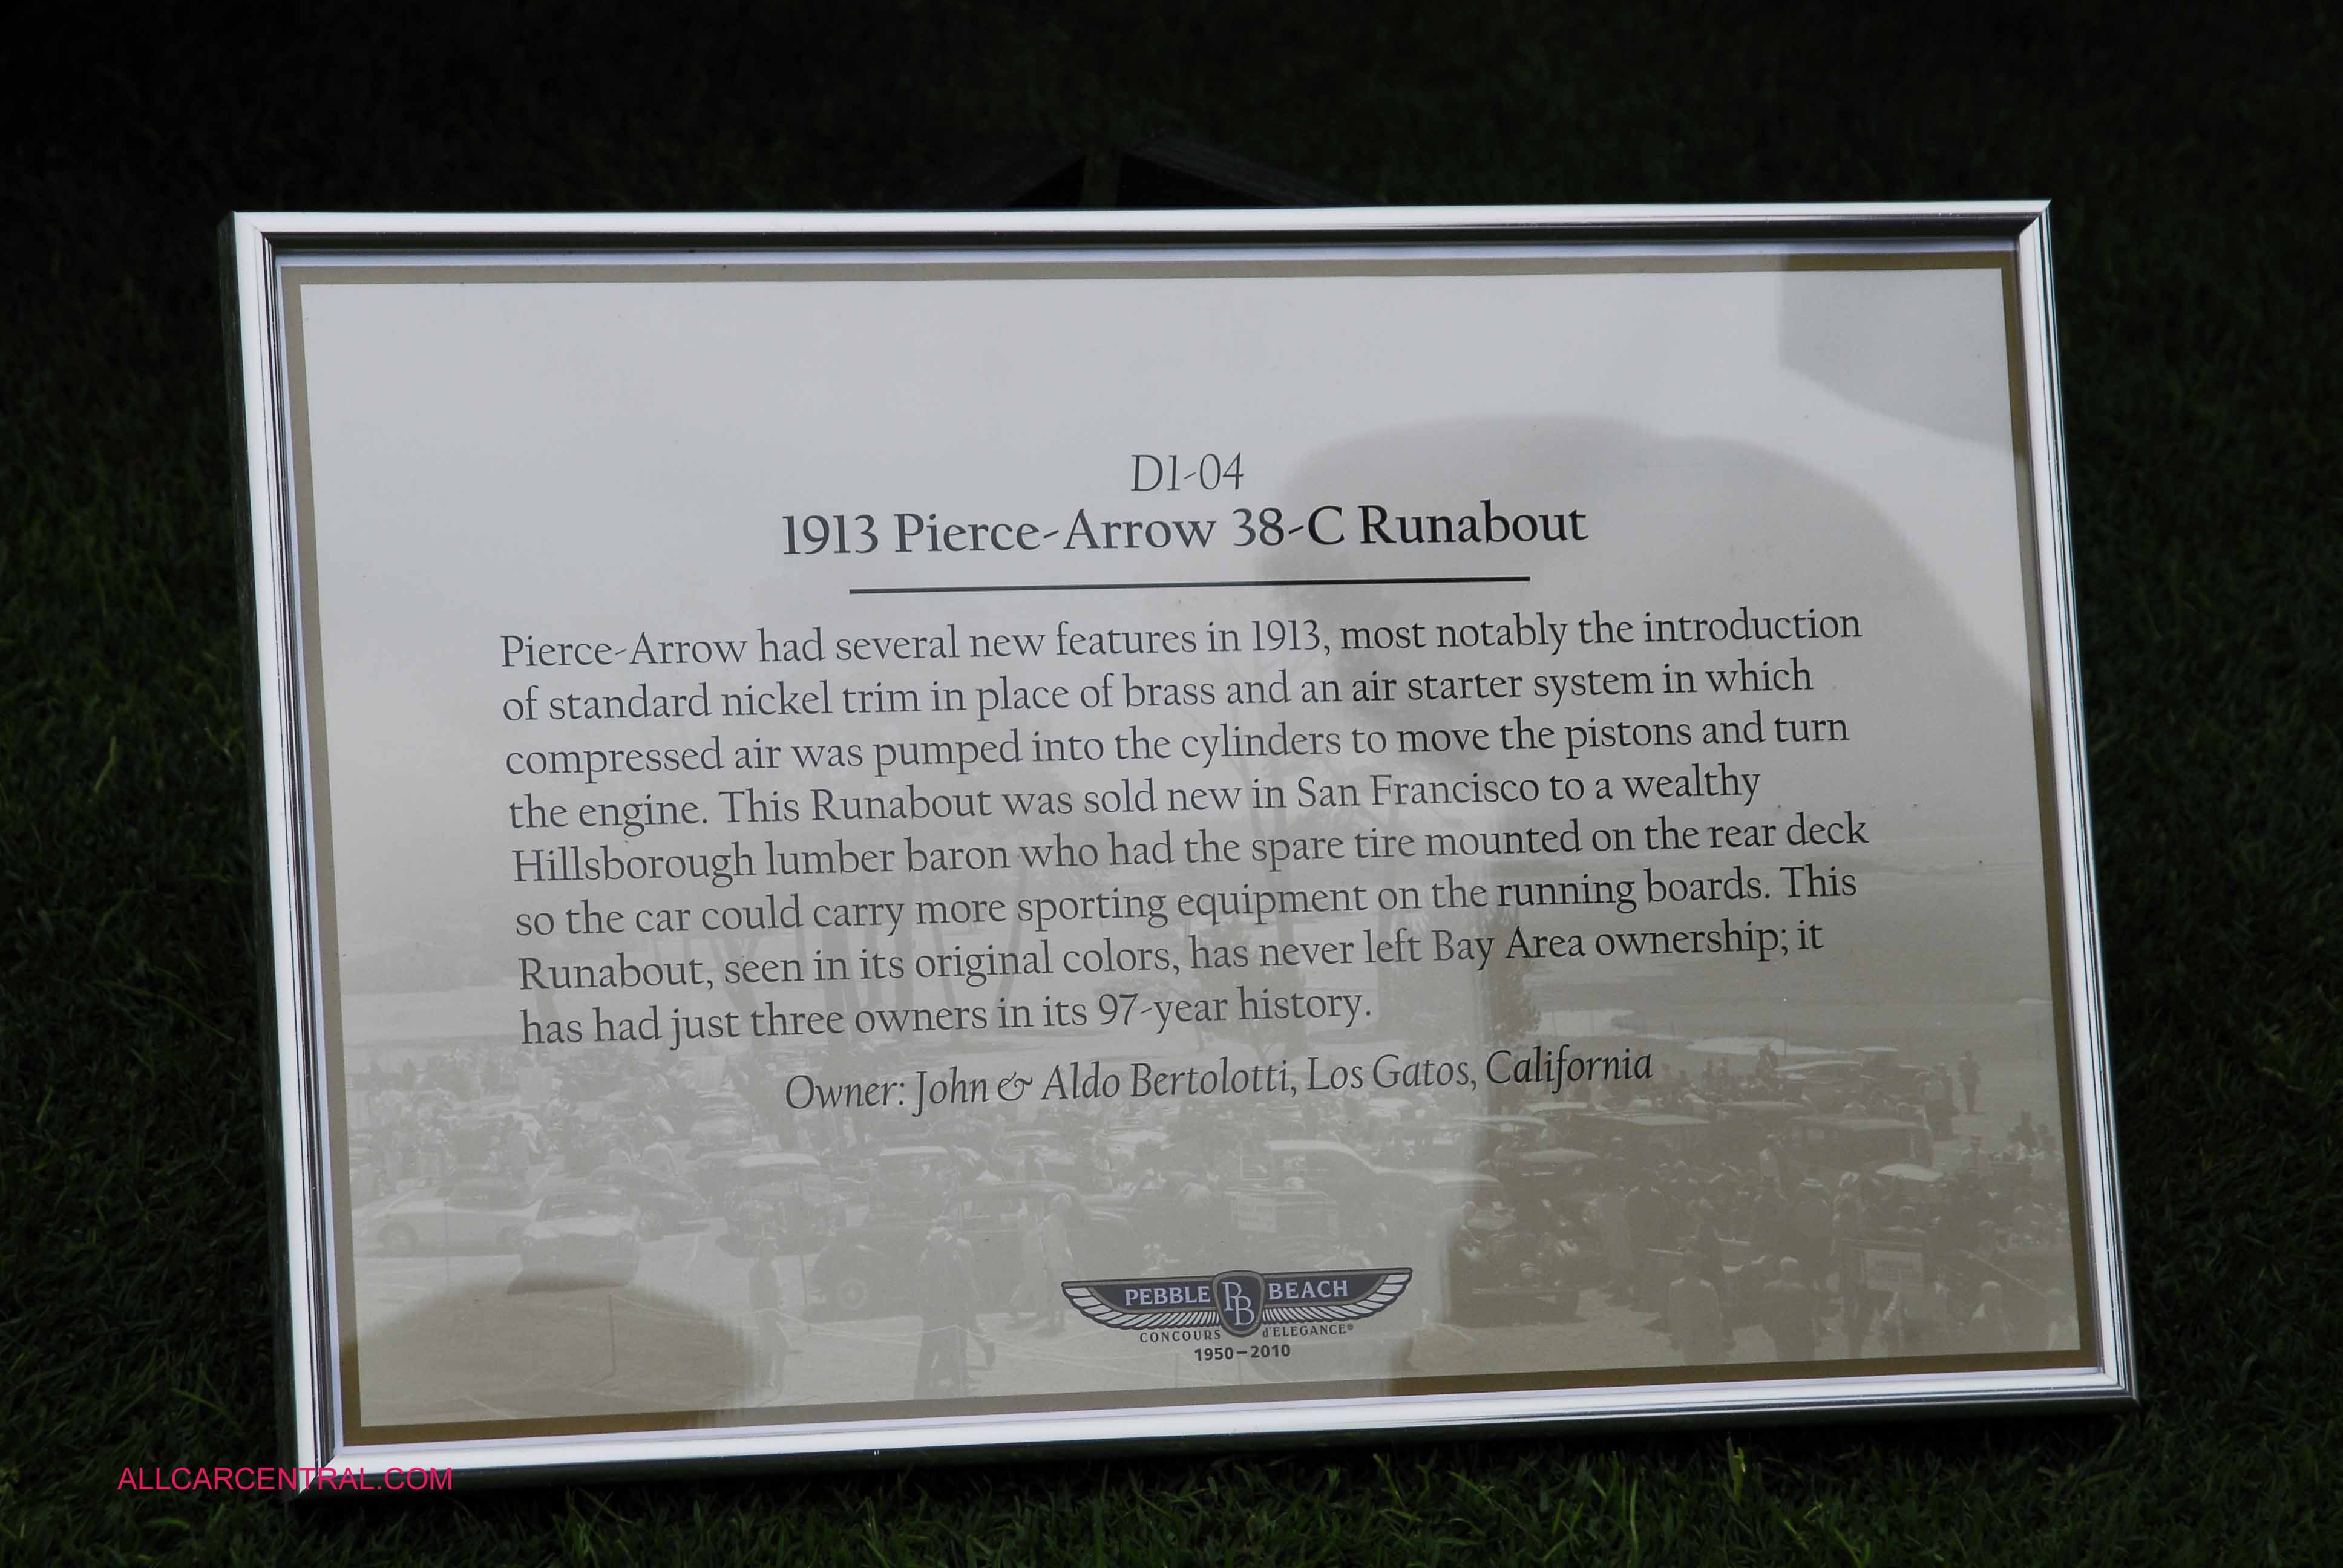 D1-04
1913 Pierce-Arrow 38-C Runabout
Pierce-Arrow had several new features in 1913, most notably the introduction
of standard nickel trim in place of brass and an air starter system in which
compressed air was pumped into the cylinders to move the pistons and turn
the engine. This Runabout was sold new in San Francisco to a wealthy
Hillsborough lumber baron who had the spare tire mounted on the rear deck
so the car could carry more sporting equipment on the running boards. This
Runabout, seen in its original colors, has never left Bay Area ownership; it
has had just three owners in its 97-year history.
Owner: John & Aldo Bertolotti, Los Gatos, California
PEBBLE PB BEACH
CONCOURS d'ELEGANCE®
1950–2010
ALLCARCENTRAL.COM